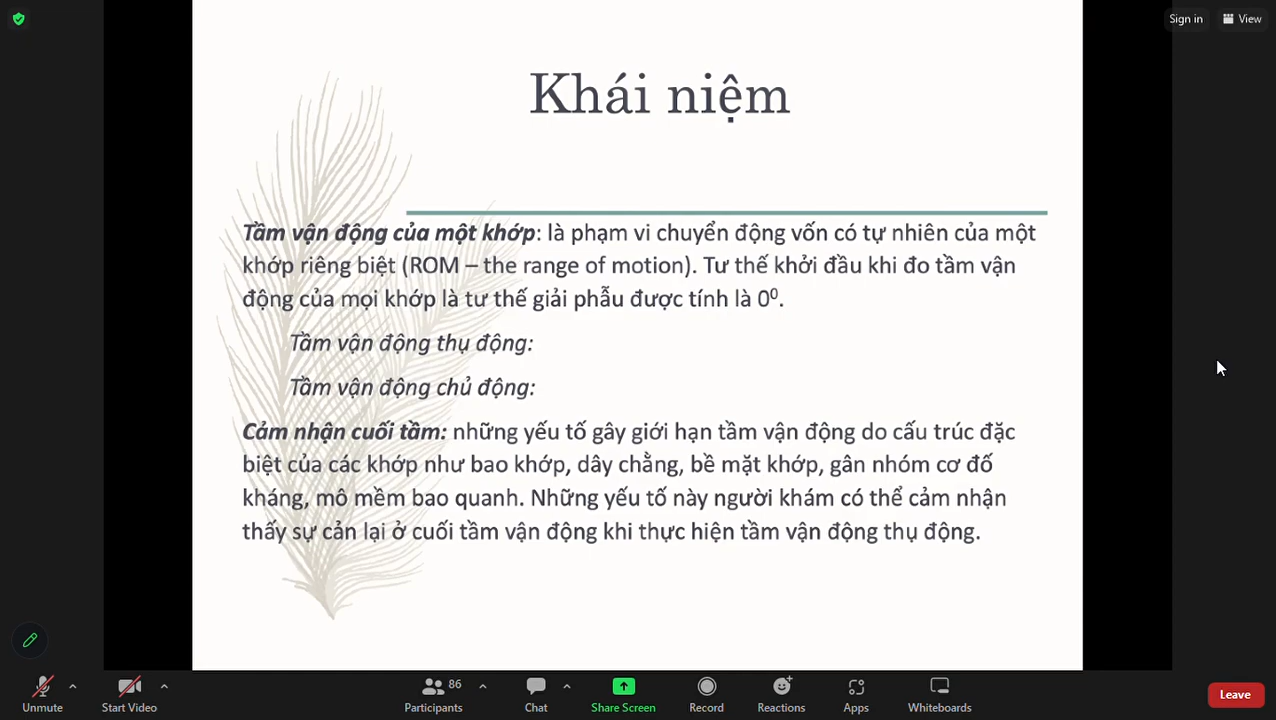 Sign in
View
Khái niệm
Tầm vận động của một khớp: là phạm vi chuyển động vốn có tự nhiên của một
khớp riêng biệt (ROM – the range of motion). Tư thế khởi đầu khi đo tầm vận
động của mọi khớp là tư thế giải phẫu được tính là 0⁰.
Tầm vận động thụ động:
Tầm vận động chủ động:
Cảm nhận cuối tầm: những yếu tố gây giới hạn tầm vận động do cấu trúc đặc
biệt của các khớp như bao khớp, dây chằng, bề mặt khớp, gân nhóm cơ đố
kháng, mô mềm bao quanh. Những yếu tố này người khám có thể cảm nhận
thấy sự cản lại ở cuối tầm vận động khi thực hiện tầm vận động thụ động.
Unmute
Start Video
86
Participants
Chat
Share Screen
Record
Reactions
Apps
Whiteboards
Leave